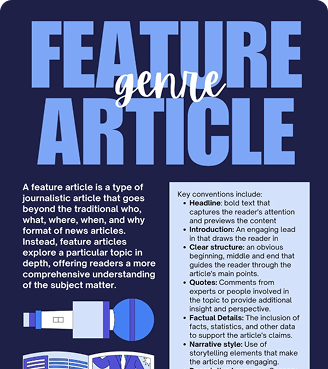 FEATURE
genre
ARTICLE
A feature article is a type of
journalistic article that goes
beyond the traditional who,
what, where, when, and why
format of news articles.
Instead, feature articles
explore a particular topic in
depth, offering readers a more
comprehensive understanding
of the subject matter.
Key conventions include:
• Headline: bold text that
captures the reader's attention
and previews the content
• Introduction: An engaging lead
in that draws the reader in
• Clear structure: an obvious
beginning, middle and end that
guides the reader through the
article's main points.
• Quotes: Comments from
experts or people involved in
the topic to provide additional
insight and perspective.
• Factual Details: The inclusion of
facts, statistics, and other data
to support the article's claims.
• Narrative style: Use of
storytelling elements that make
the article more engaging.